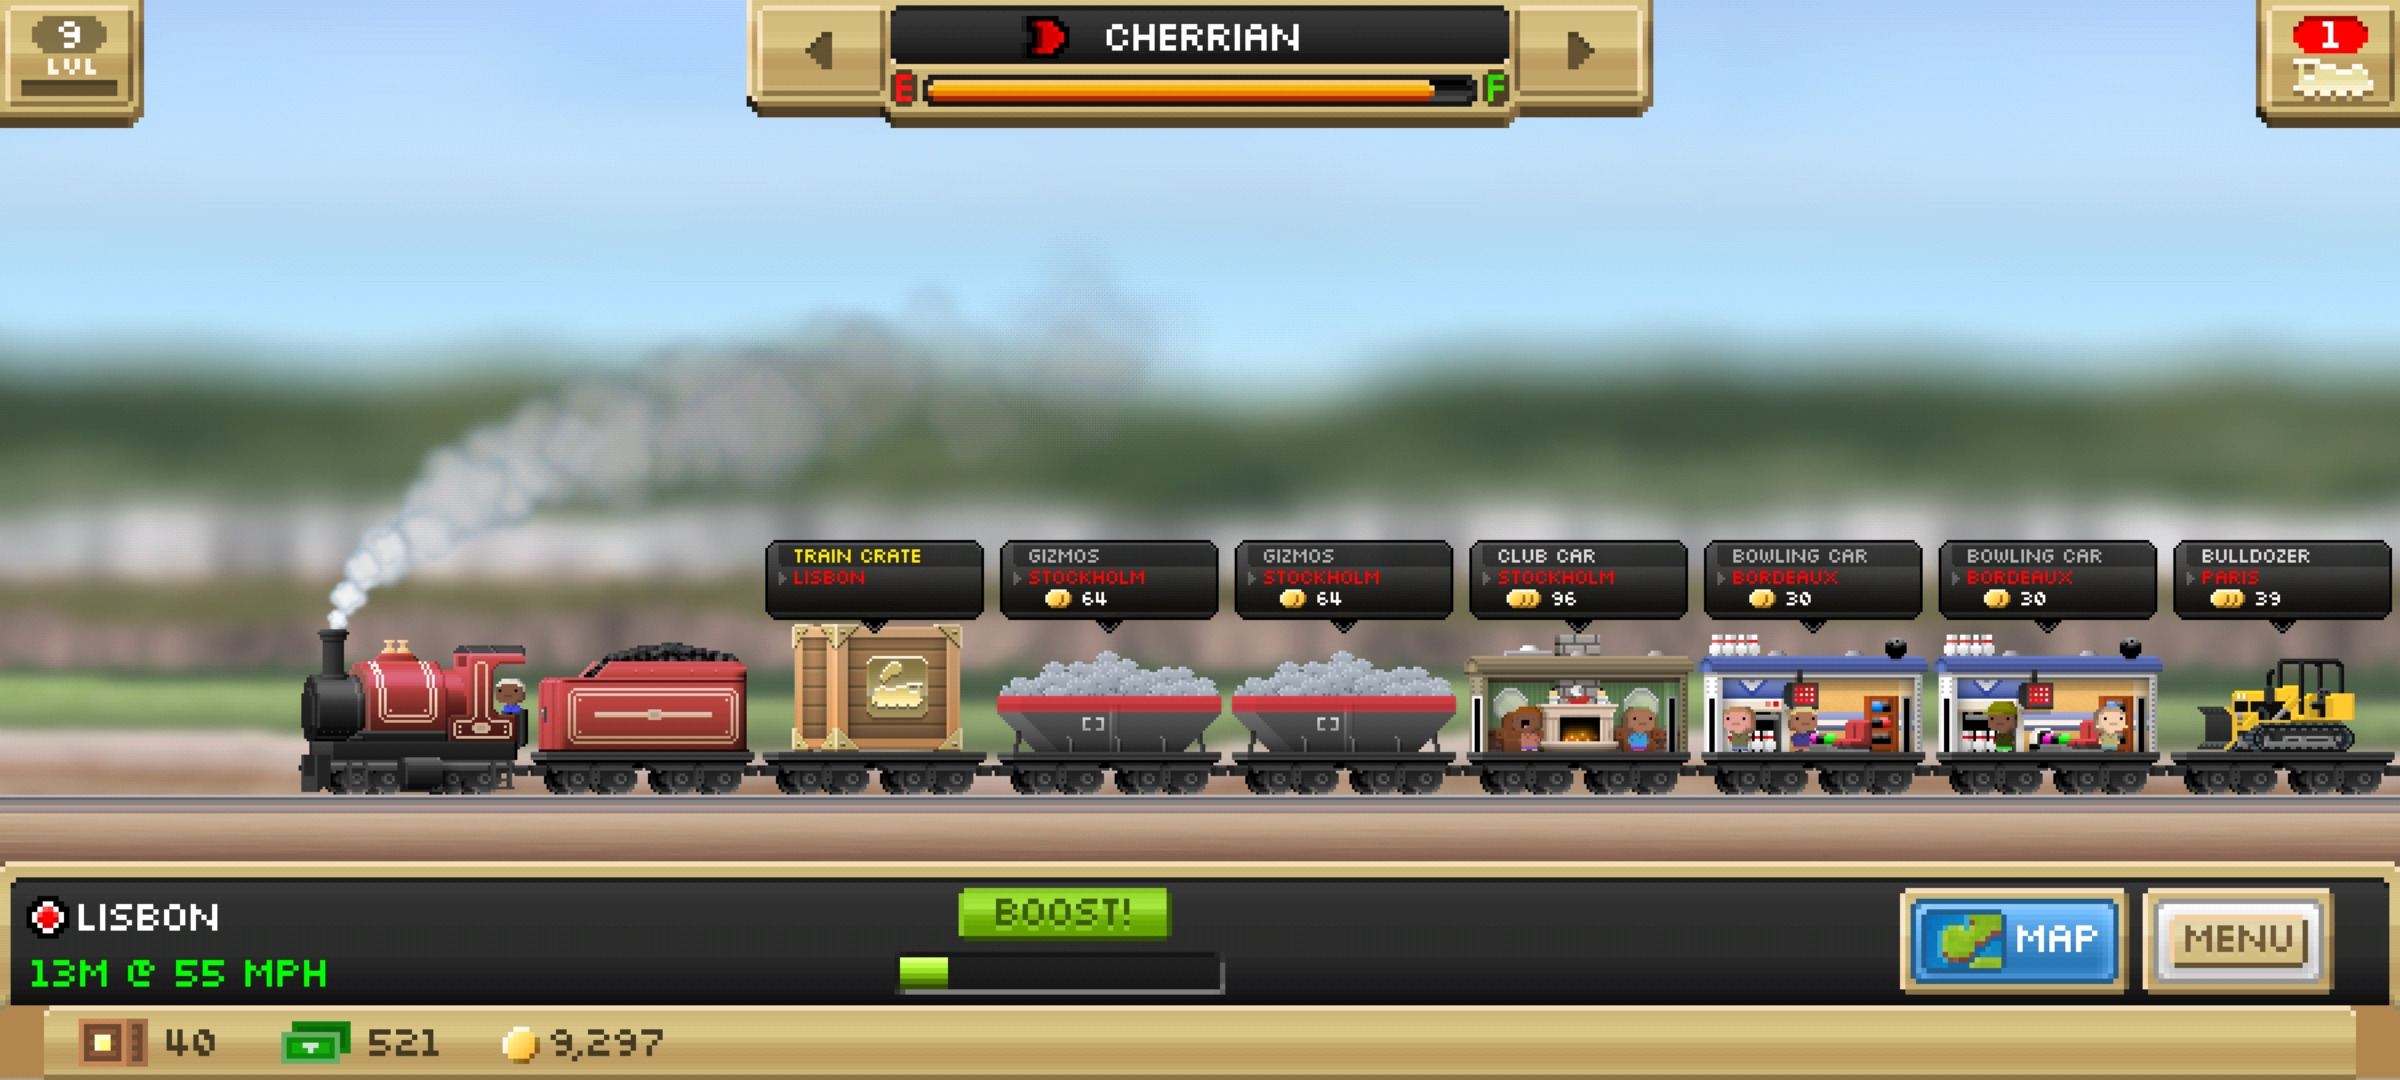 9
LVL
CHERRIAN
E F
1
TRAIN CRATE
LISBON
GIZMOS
STOCKHOLM
64
GIZMOS
STOCKHOLM
64
CLUB CAR
STOCKHOLM
96
BOWLING CAR
BORDEAUX
30
BOWLING CAR
BORDEAUX
30
BULLDOZER
PARIS
39
LISBON
13M @ 55 MPH
BOOST!
MAP
MENU
40
521
9,297